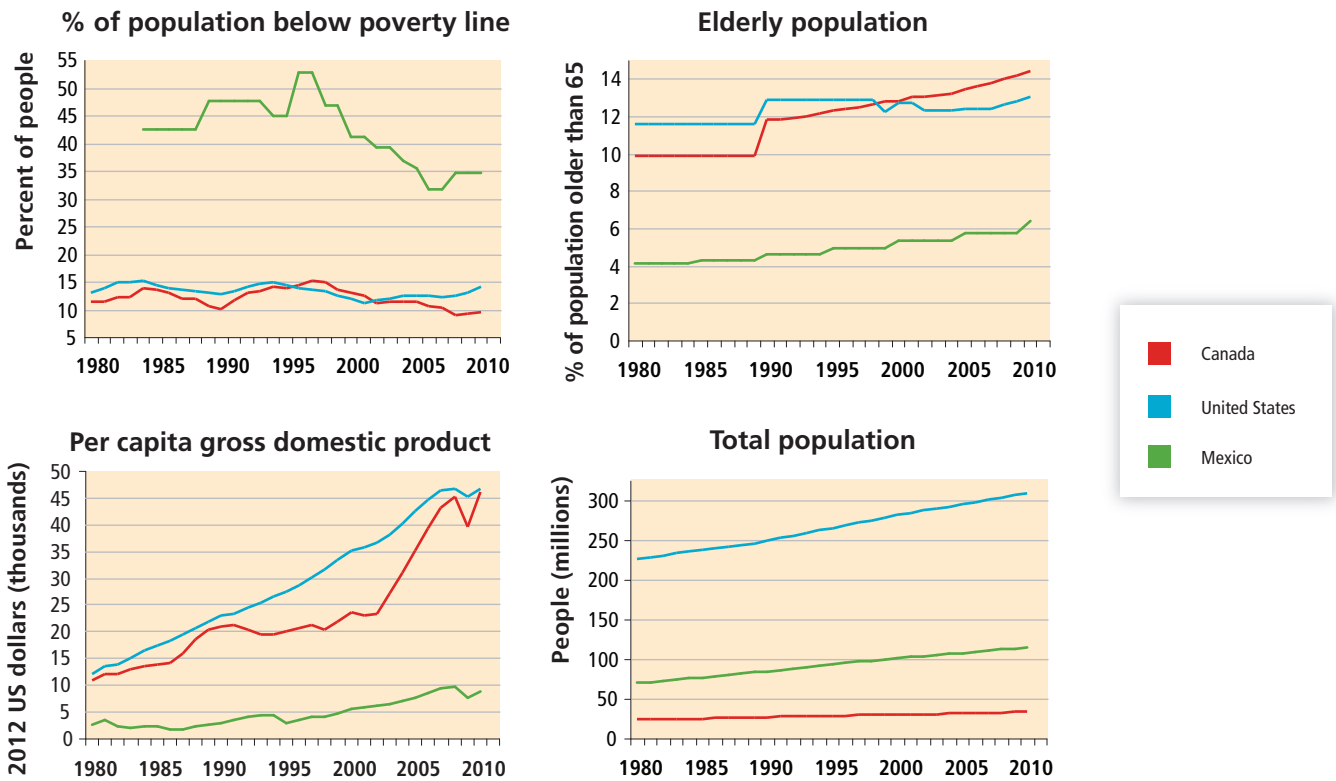 % of population below poverty line
Percent of people
55
50
45
40
35
30
25
20
15
10
5
1980 1985 1990 1995 2000 2005 2010
Elderly population
% of population older than 65
14
12
10
8
6
4
2
0
1980 1985 1990 1995 2000 2005 2010
Canada
United States
Mexico
Per capita gross domestic product
2012 US dollars (thousands)
50
45
40
35
30
25
20
15
10
5
0
1980 1985 1990 1995 2000 2005 2010
Total population
People (millions)
300
250
200
150
100
50
0
1980 1985 1990 1995 2000 2005 2010